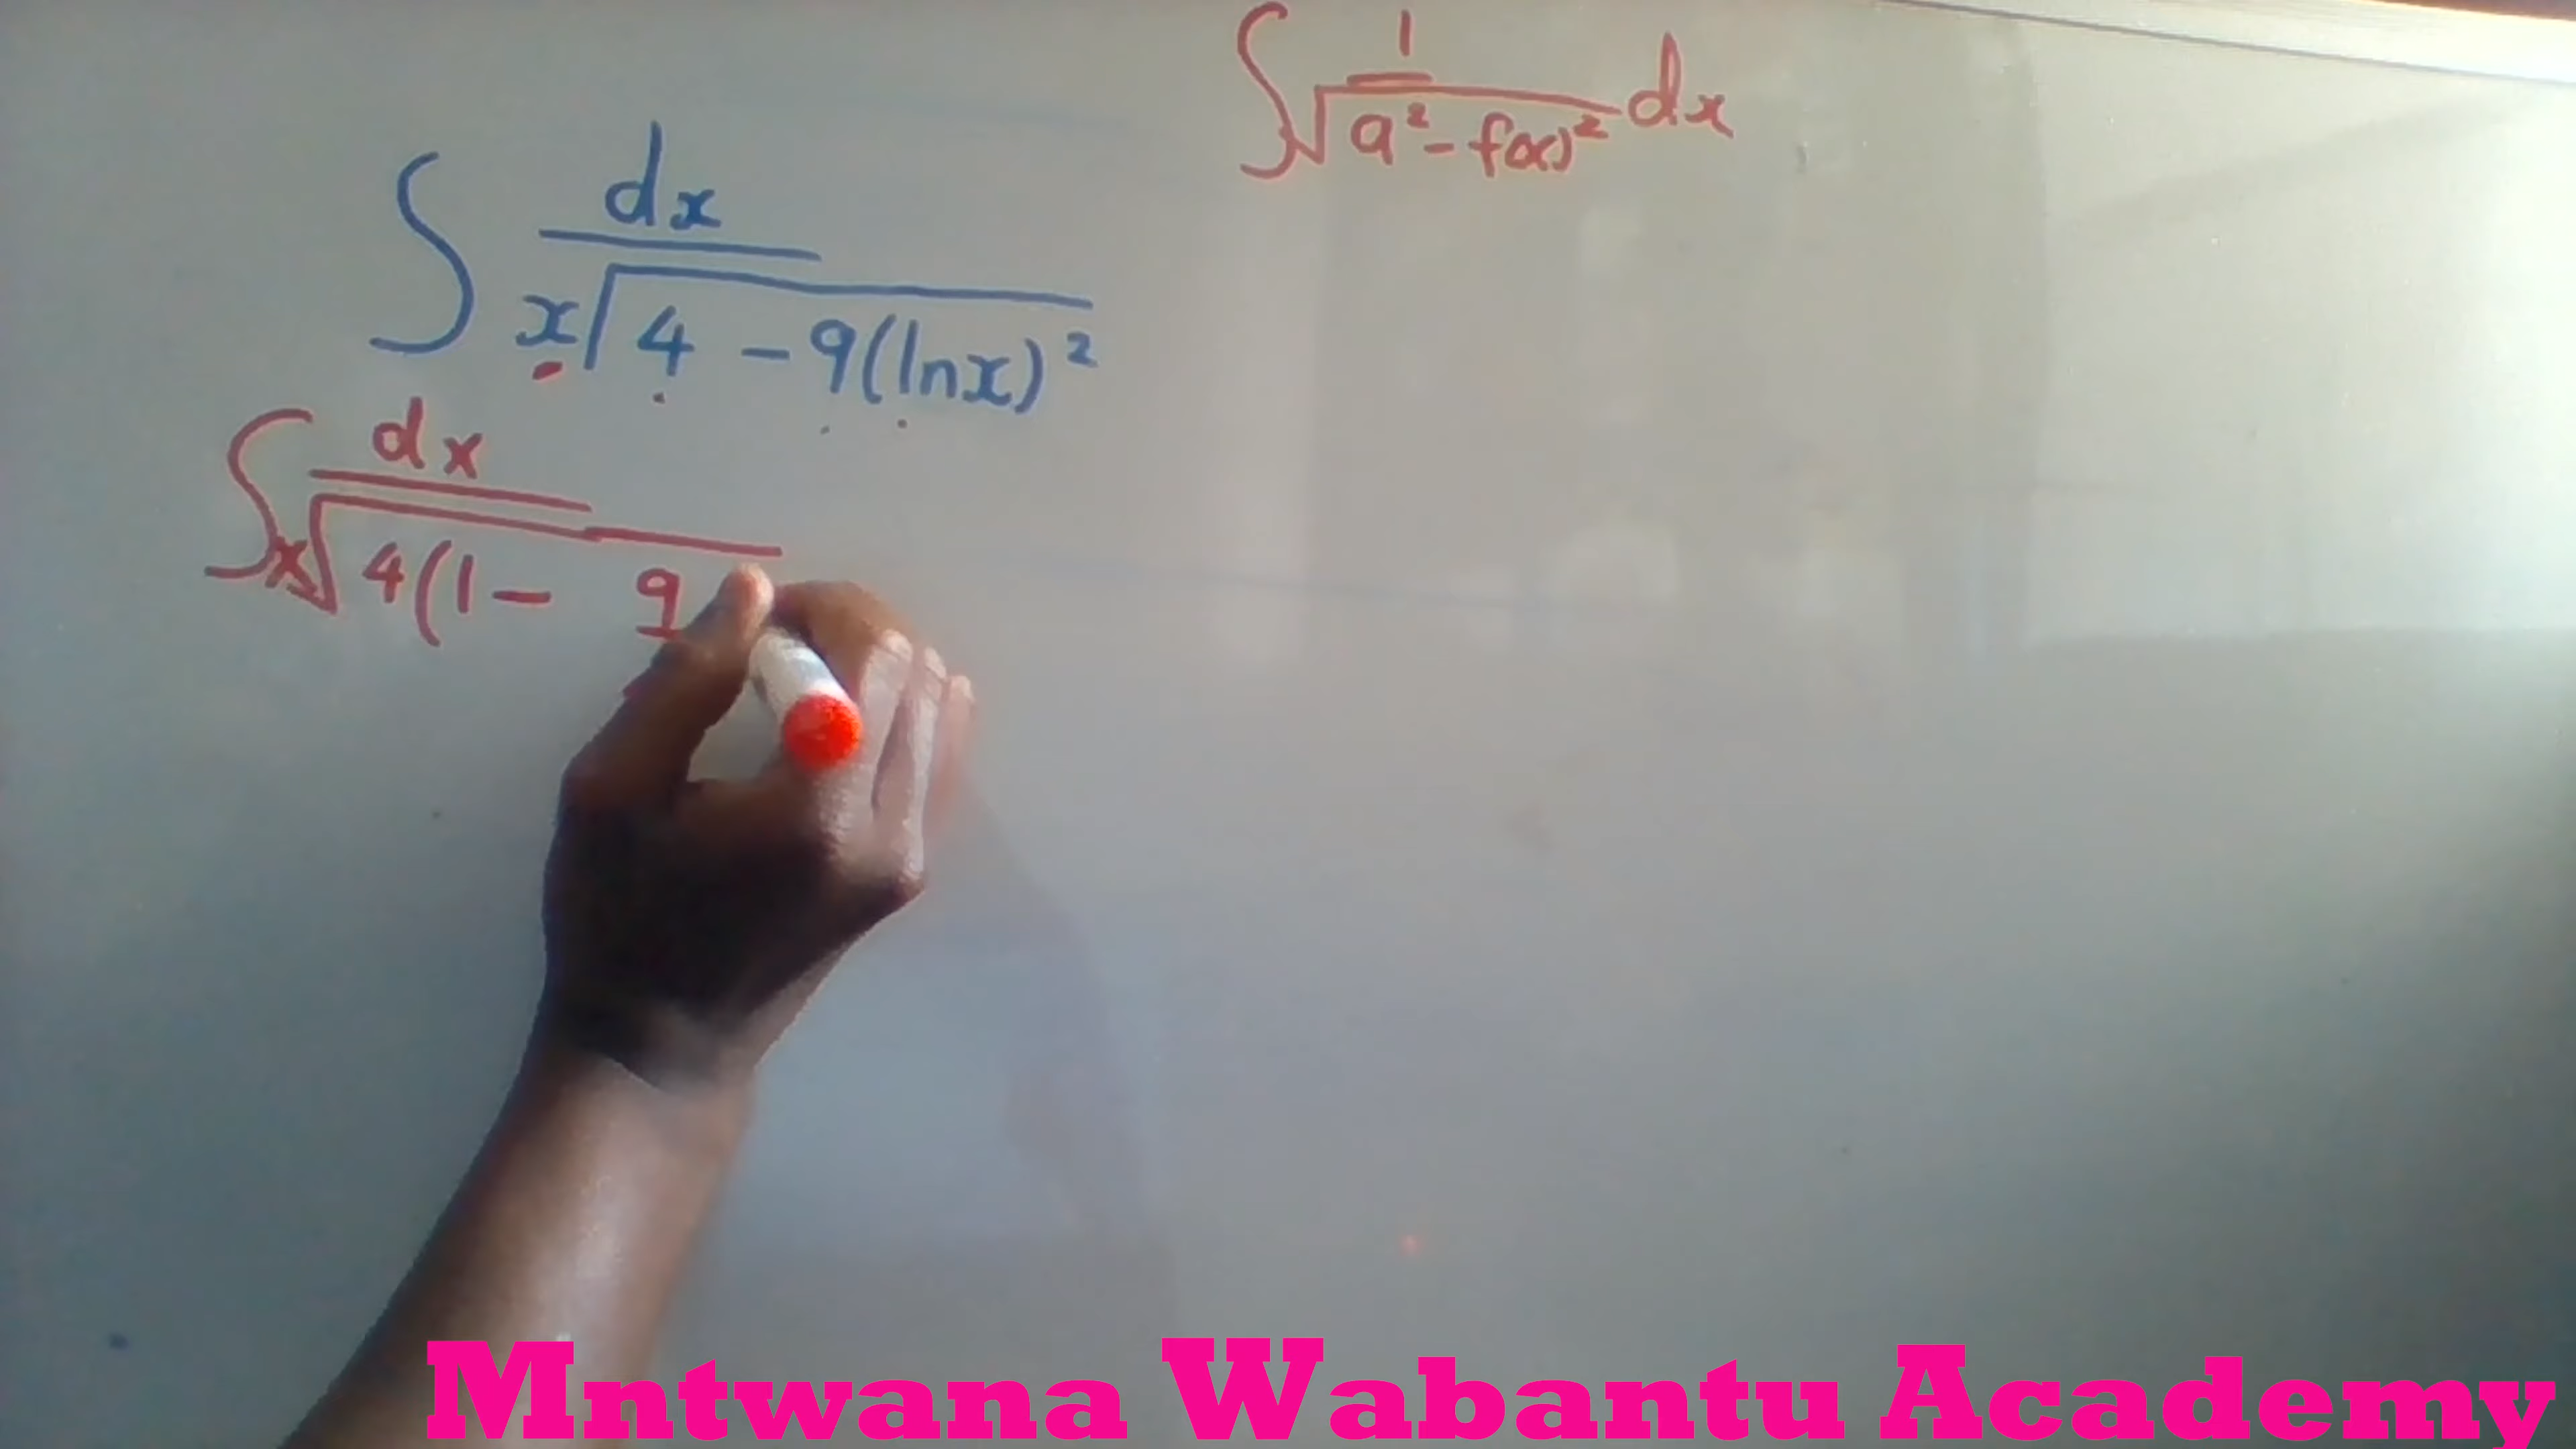 ∫ 1/√(a² - f(x)²) dx
∫ dx/(x√(4 - 9(lnx)²))
∫ dx/(x√(4(1 - 9
Mntwana Wabantu Academy